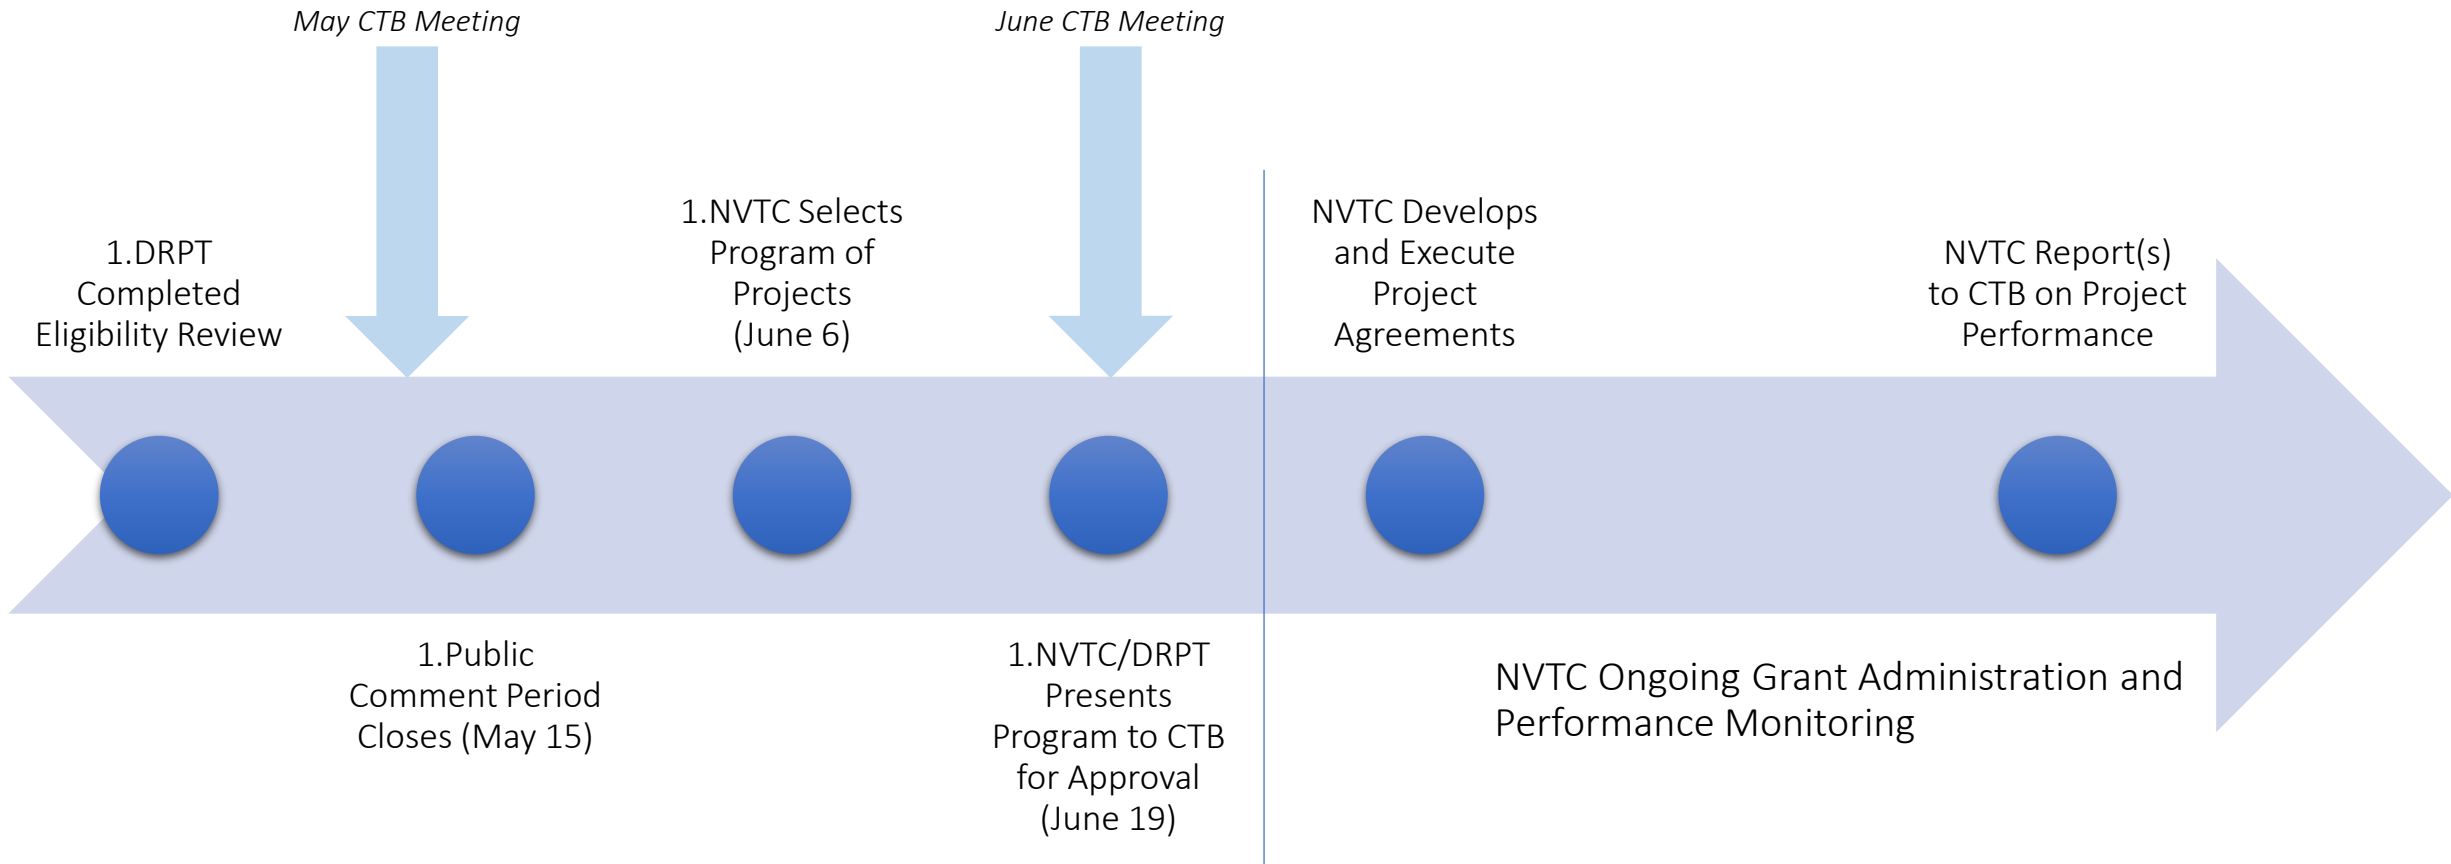 May CTB Meeting
June CTB Meeting
1.DRPT
Completed
Eligibility Review
1.NVTC Selects
Program of
Projects
(June 6)
NVTC Develops
and Execute
Project
Agreements
NVTC Report(s)
to CTB on Project
Performance
1.Public
Comment Period
Closes (May 15)
1.NVTC/DRPT
Presents
Program to CTB
for Approval
(June 19)
NVTC Ongoing Grant Administration and
Performance Monitoring